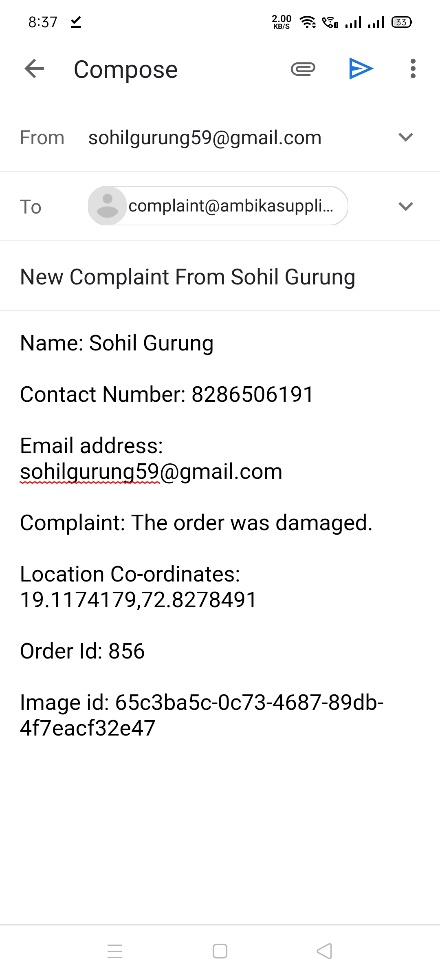 8:37
2.00
KB/S
33
Compose
From sohilgurung59@gmail.com
To complaint@ambikasuppli...
New Complaint From Sohil Gurung
Name: Sohil Gurung
Contact Number: 8286506191
Email address:
sohilgurung59@gmail.com
Complaint: The order was damaged.
Location Co-ordinates:
19.1174179,72.8278491
Order Id: 856
Image id: 65c3ba5c-0c73-4687-89db-
4f7eacf32e47